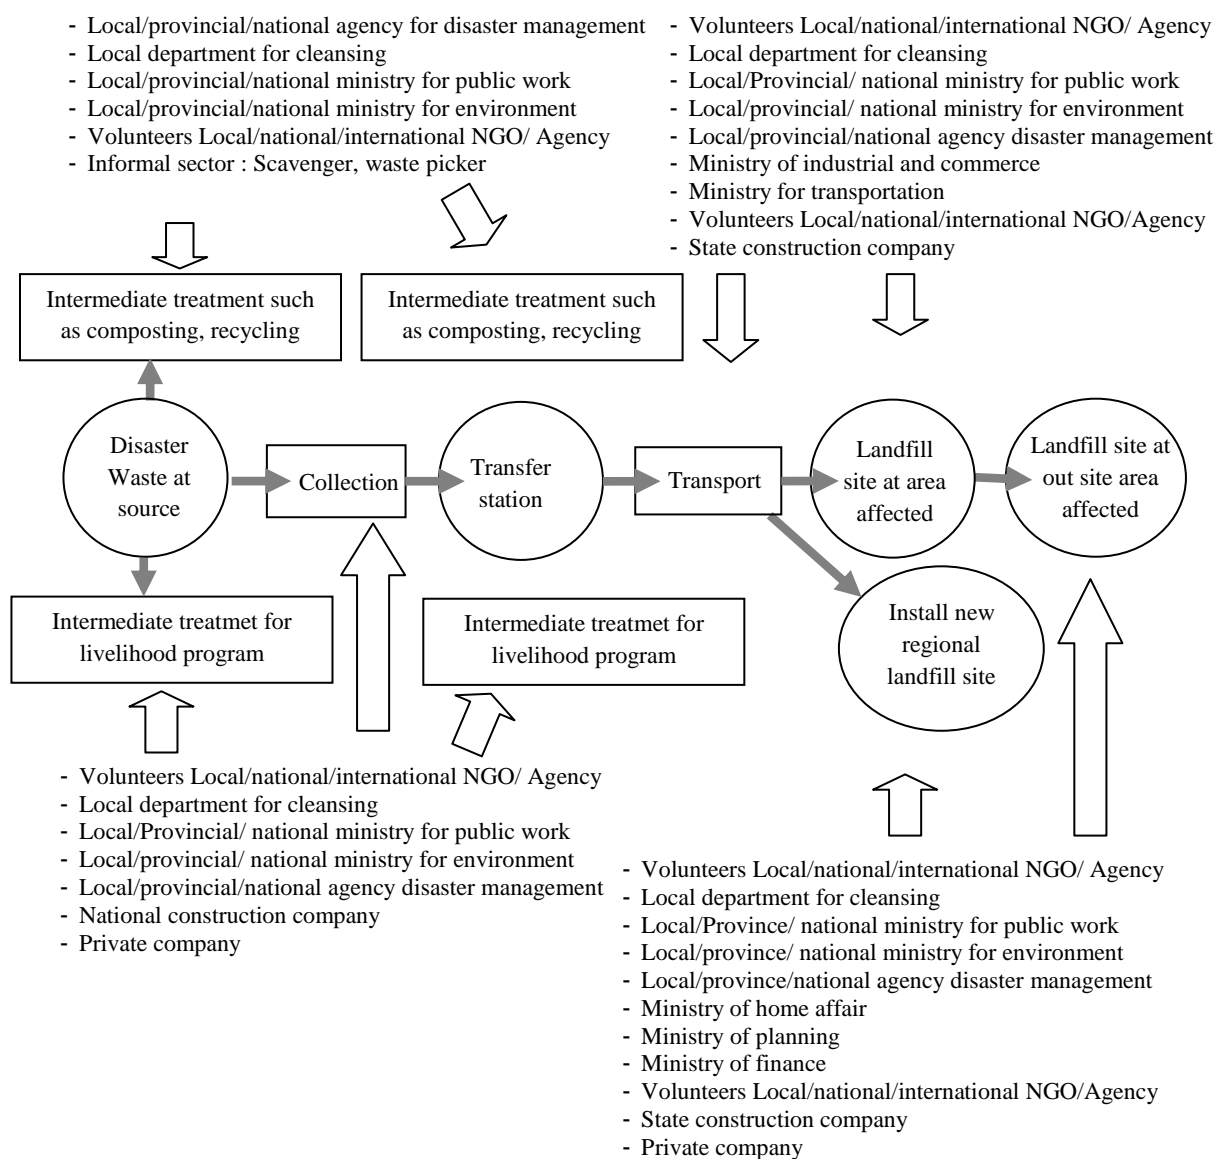 - Local/provincial/national agency for disaster management
- Local department for cleansing
- Local/provincial/national ministry for public work
- Local/provincial/national ministry for environment
- Volunteers Local/national/international NGO/ Agency
- Informal sector : Scavenger, waste picker
- Volunteers Local/national/international NGO/ Agency
- Local department for cleansing
- Local/Provincial/ national ministry for public work
- Local/provincial/ national ministry for environment
- Local/provincial/national agency disaster management
- Ministry of industrial and commerce
- Ministry for transportation
- Volunteers Local/national/international NGO/Agency
- State construction company
Intermediate treatment such
as composting, recycling
Intermediate treatment such
as composting, recycling
Disaster
Waste at
source
Collection
Transfer
station
Transport
Landfill
site at area
affected
Landfill site at
out site area
affected
Intermediate treatmet for
livelihood program
Intermediate treatmet for
livelihood program
Install new
regional
landfill site
- Volunteers Local/national/international NGO/ Agency
- Local department for cleansing
- Local/Provincial/ national ministry for public work
- Local/provincial/ national ministry for environment
- Local/provincial/national agency disaster management
- National construction company
- Private company
- Volunteers Local/national/international NGO/ Agency
- Local department for cleansing
- Local/Province/ national ministry for public work
- Local/province/ national ministry for environment
- Local/province/national agency disaster management
- Ministry of home affair
- Ministry of planning
- Ministry of finance
- Volunteers Local/national/international NGO/Agency
- State construction company
- Private company